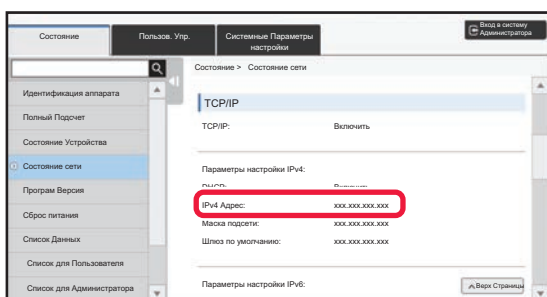 Состояние
Пользов. Упр.
Системные Параметры
настройки
Вход в систему
Администратора
Состояние > Состояние сети
Идентификация аппарата
Полный Подсчет
Состояние Устройства
Состояние сети
Програм Версия
Сброс питания
Список Данных
Список для Пользователя
Список для Администратора
TCP/IP
TCP/IP: Включить
Параметры настройки IPv4:
DHCP: Включить
IPv4 Адрес: xxx.xxx.xxx.xxx
Маска подсети: xxx.xxx.xxx.xxx
Шлюз по умолчанию: xxx.xxx.xxx.xxx
Параметры настройки IPv6:
Верх Страницы